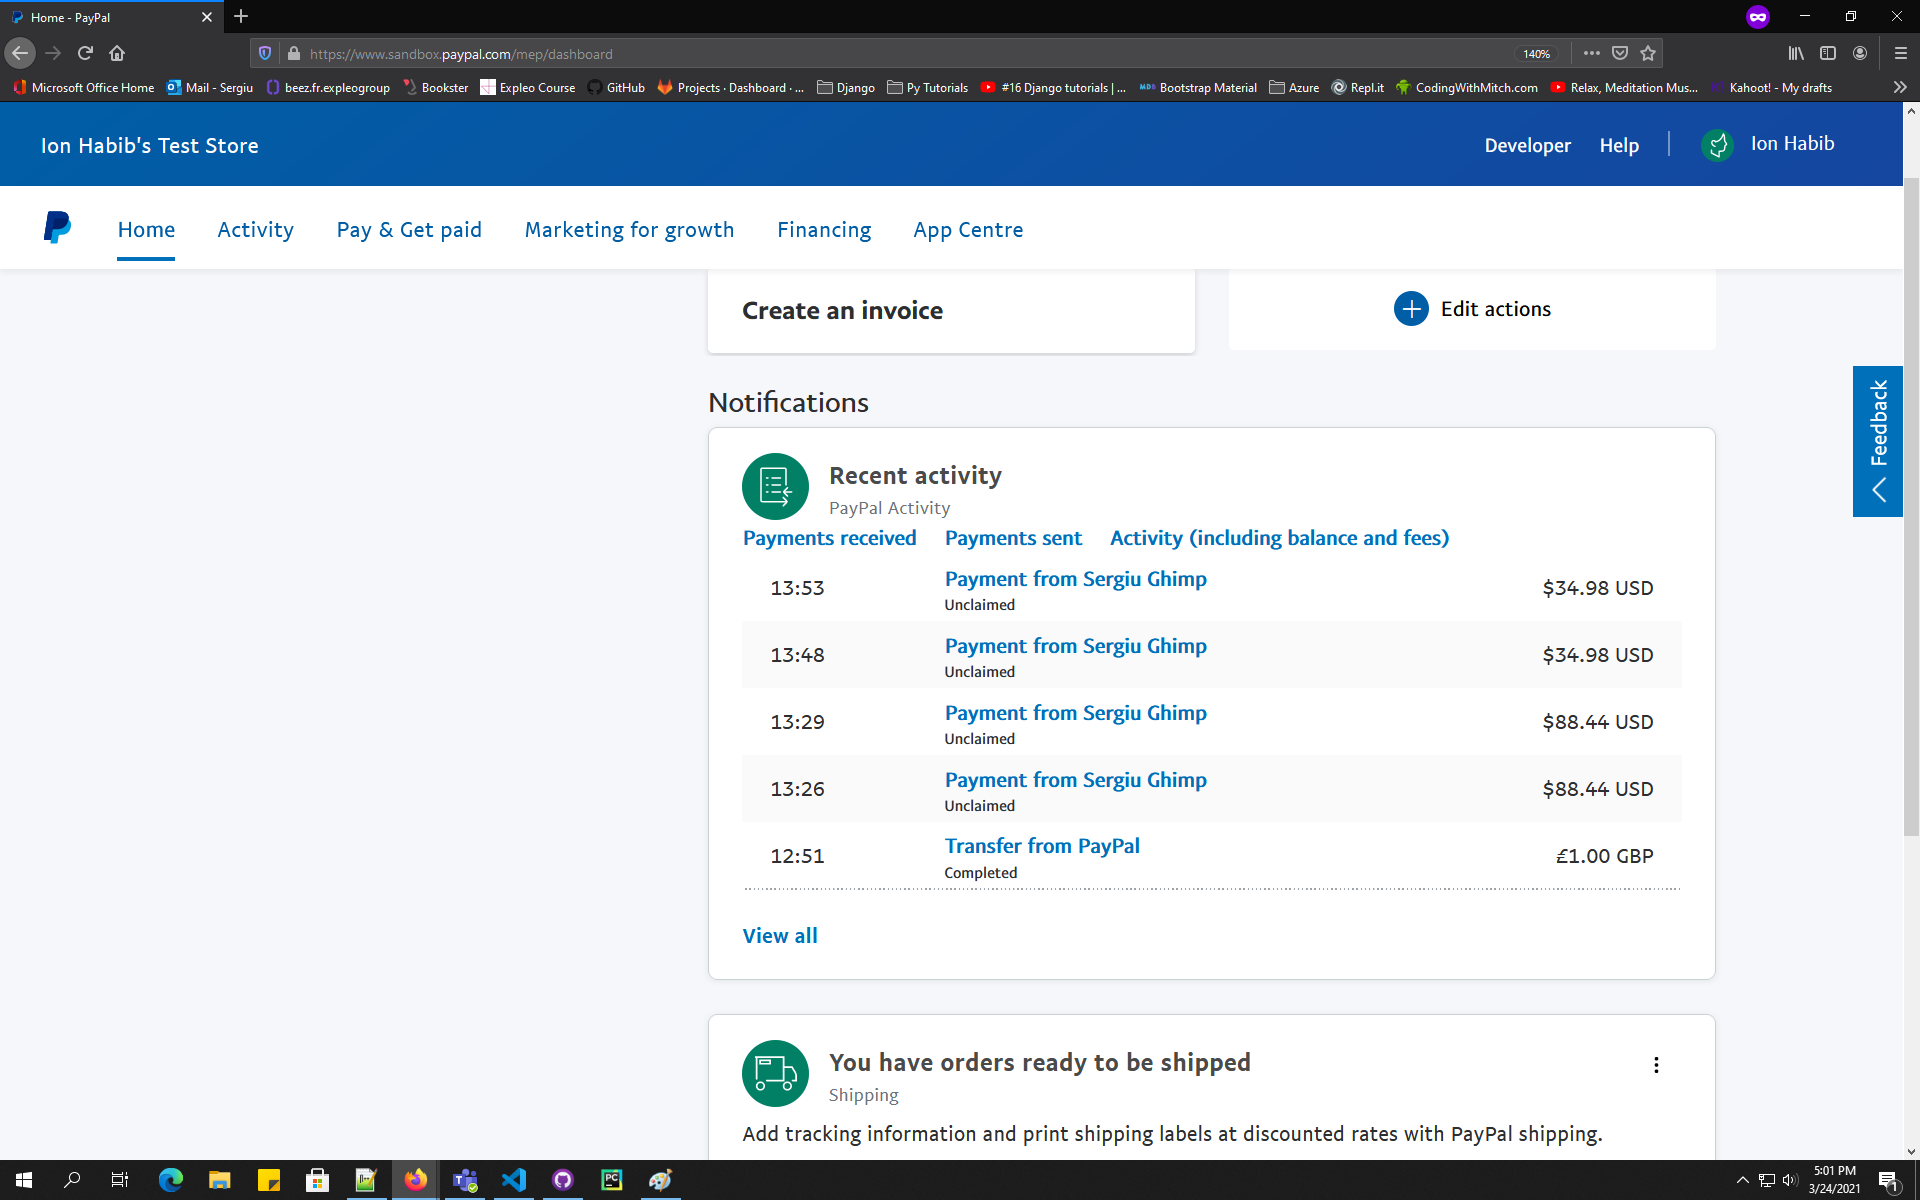 Home - PayPal
https://www.sandbox.paypal.com/mep/dashboard
140%
Microsoft Office Home
Mail - Sergiu
beez.fr.expleogroup
Bookster
Expleo Course
GitHub
Projects · Dashboard · ...
Django
Py Tutorials
#16 Django tutorials | ...
Bootstrap Material
Azure
Repl.it
CodingWithMitch.com
Relax, Meditation Mus...
Kahoot! - My drafts
Ion Habib's Test Store
Developer
Help
Ion Habib
Home
Activity
Pay & Get paid
Marketing for growth
Financing
App Centre
Create an invoice
Edit actions
Feedback
Notifications
Recent activity
PayPal Activity
Payments received
Payments sent
Activity (including balance and fees)
13:53
Payment from Sergiu Ghimp
Unclaimed
$34.98 USD
13:48
Payment from Sergiu Ghimp
Unclaimed
$34.98 USD
13:29
Payment from Sergiu Ghimp
Unclaimed
$88.44 USD
13:26
Payment from Sergiu Ghimp
Unclaimed
$88.44 USD
12:51
Transfer from PayPal
Completed
£1.00 GBP
View all
You have orders ready to be shipped
Shipping
Add tracking information and print shipping labels at discounted rates with PayPal shipping.
5:01 PM
3/24/2021
1